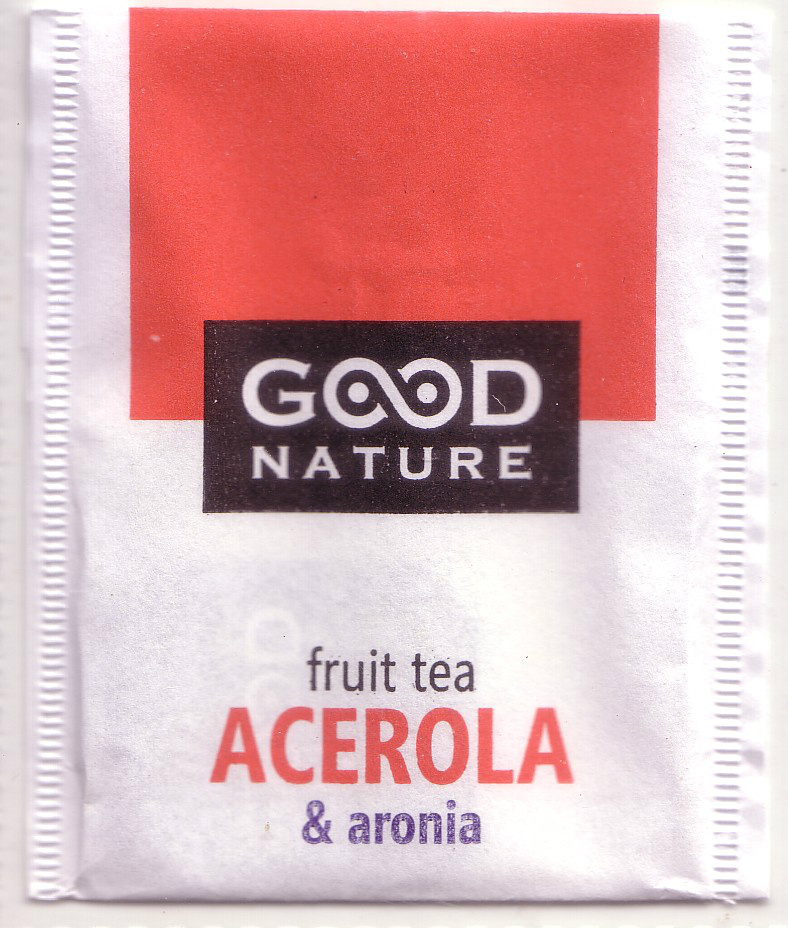 GOOD
NATURE
fruit tea
ACEROLA
& aronia